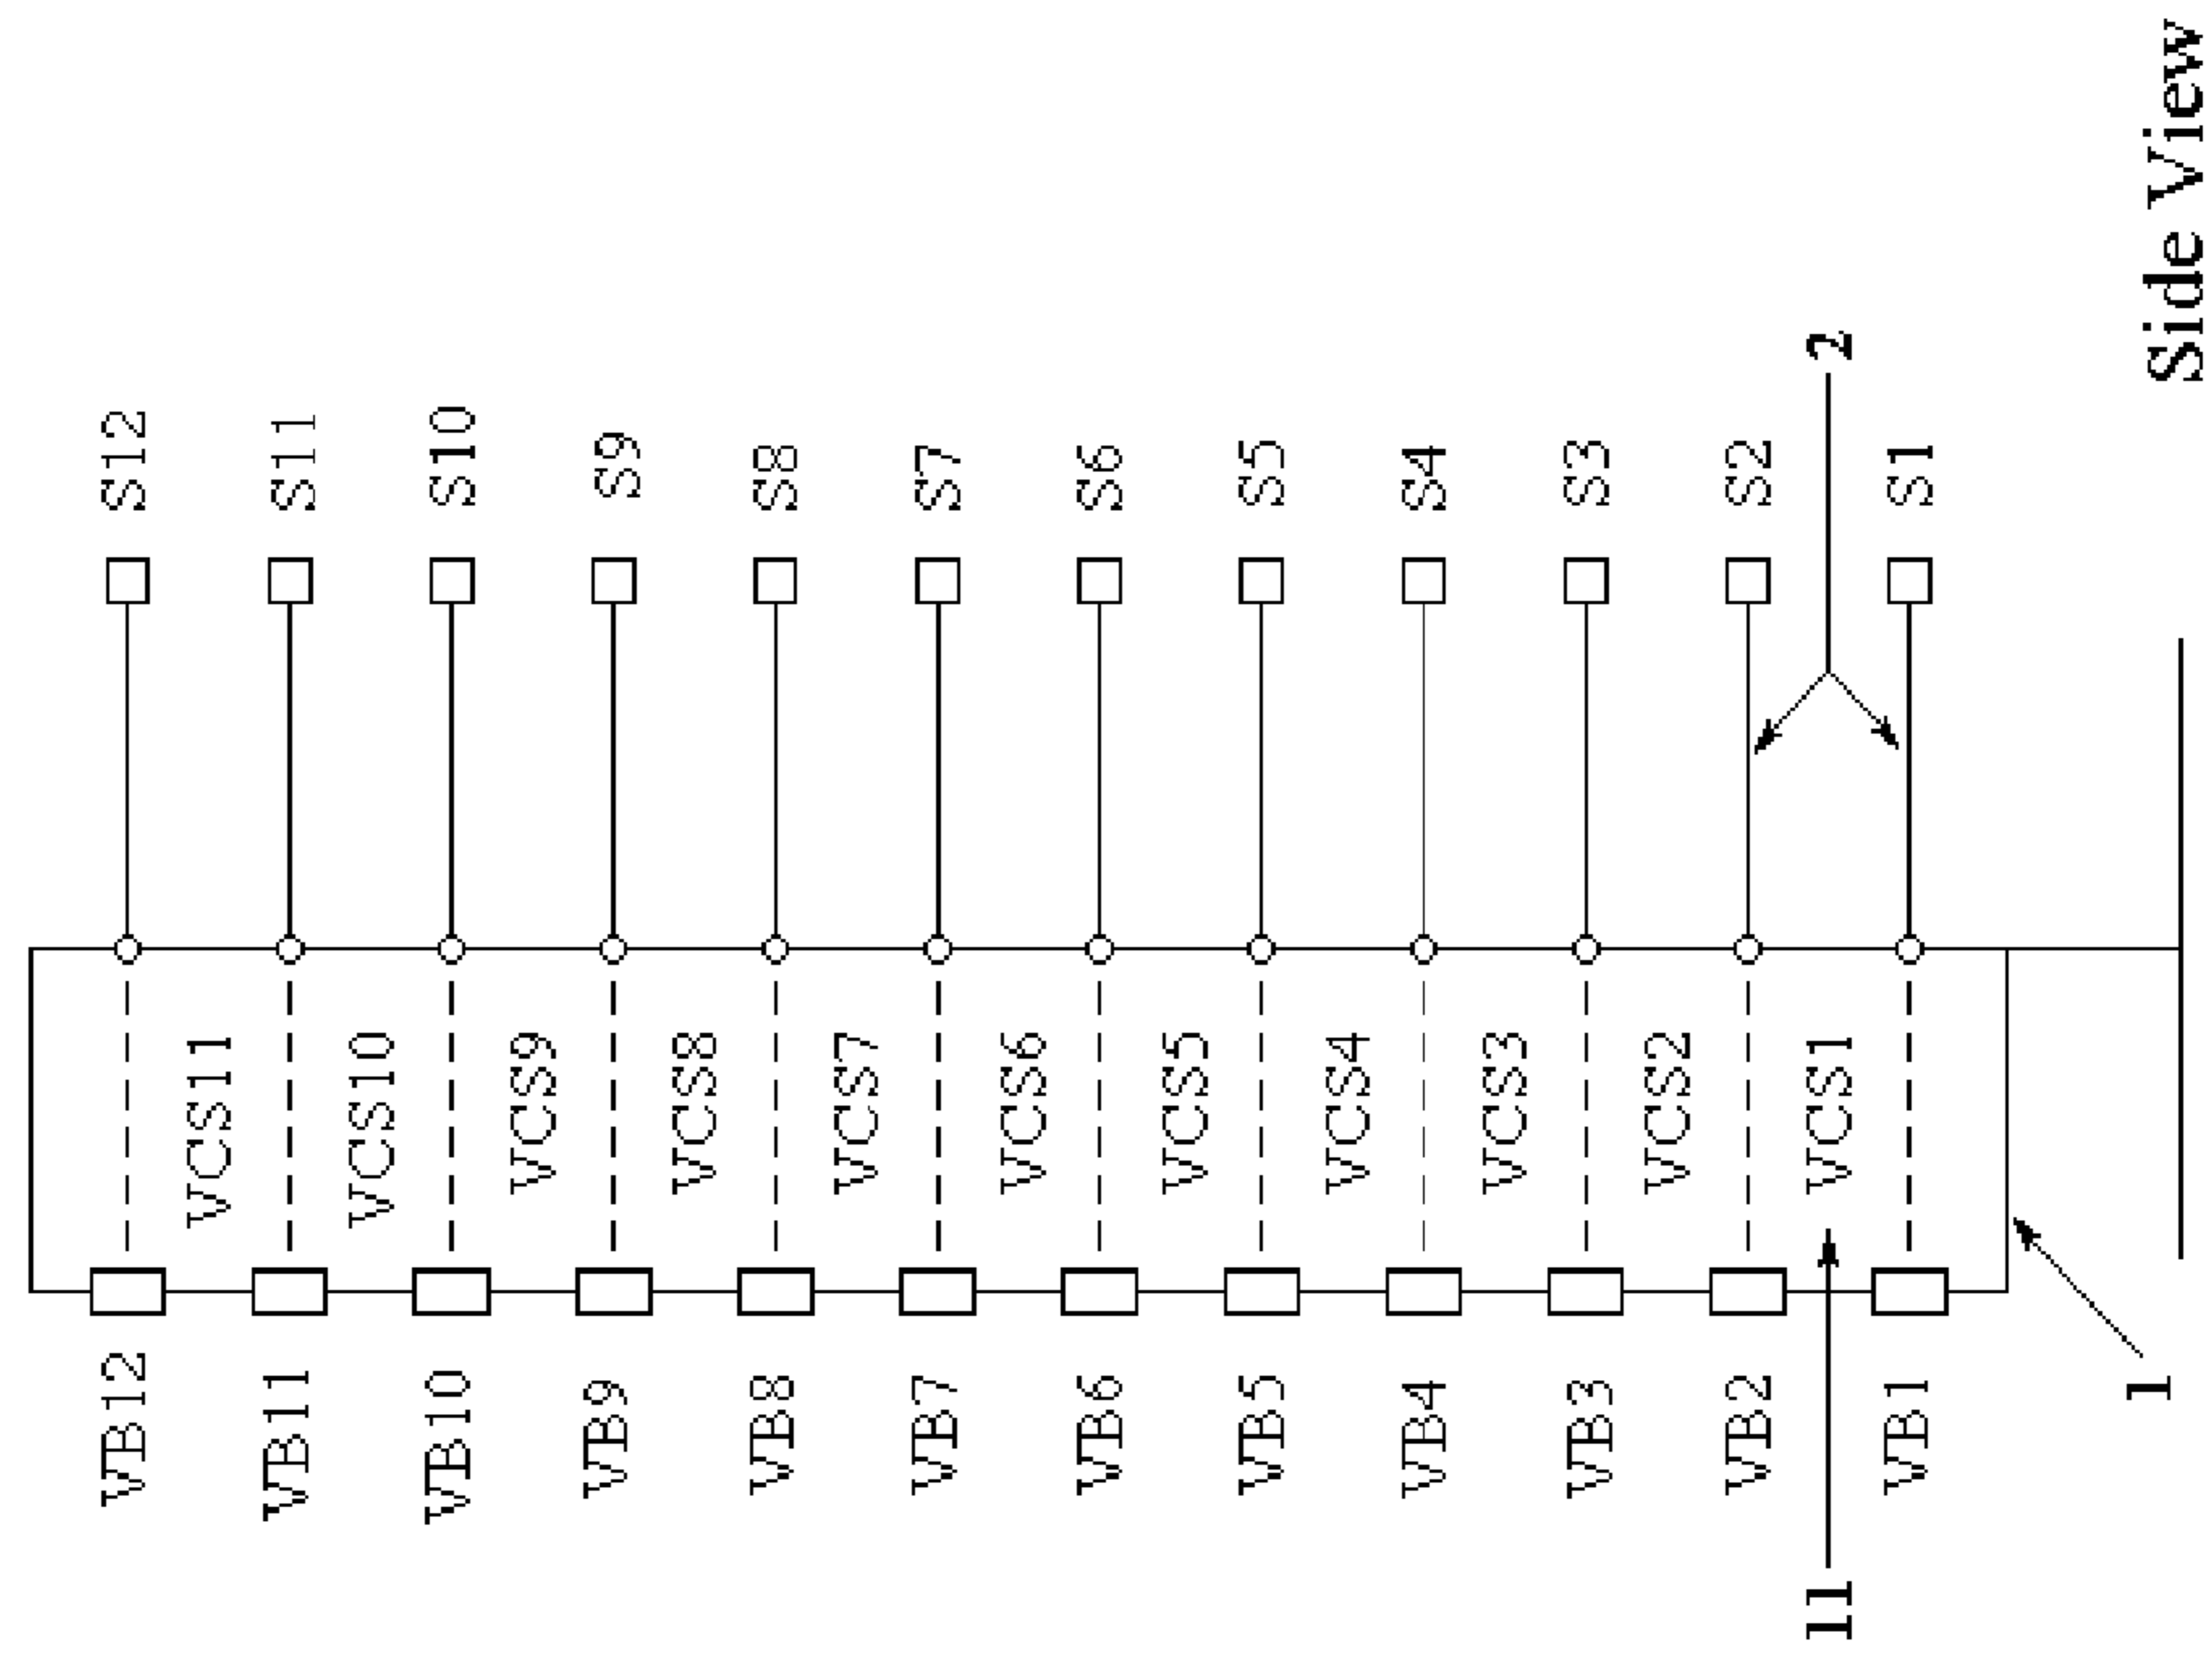 S12
S11
S10
S9
S8
S7
S6
S5
S4
S3
S2
S1
2
VCS11
VCS10
VCS9
VCS8
VCS7
VCS6
VCS5
VCS4
VCS3
VCS2
VCS1
VB12
VB11
VB10
VB9
VB8
VB7
VB6
VB5
VB4
VB3
VB2
VB1
11
1
Side View